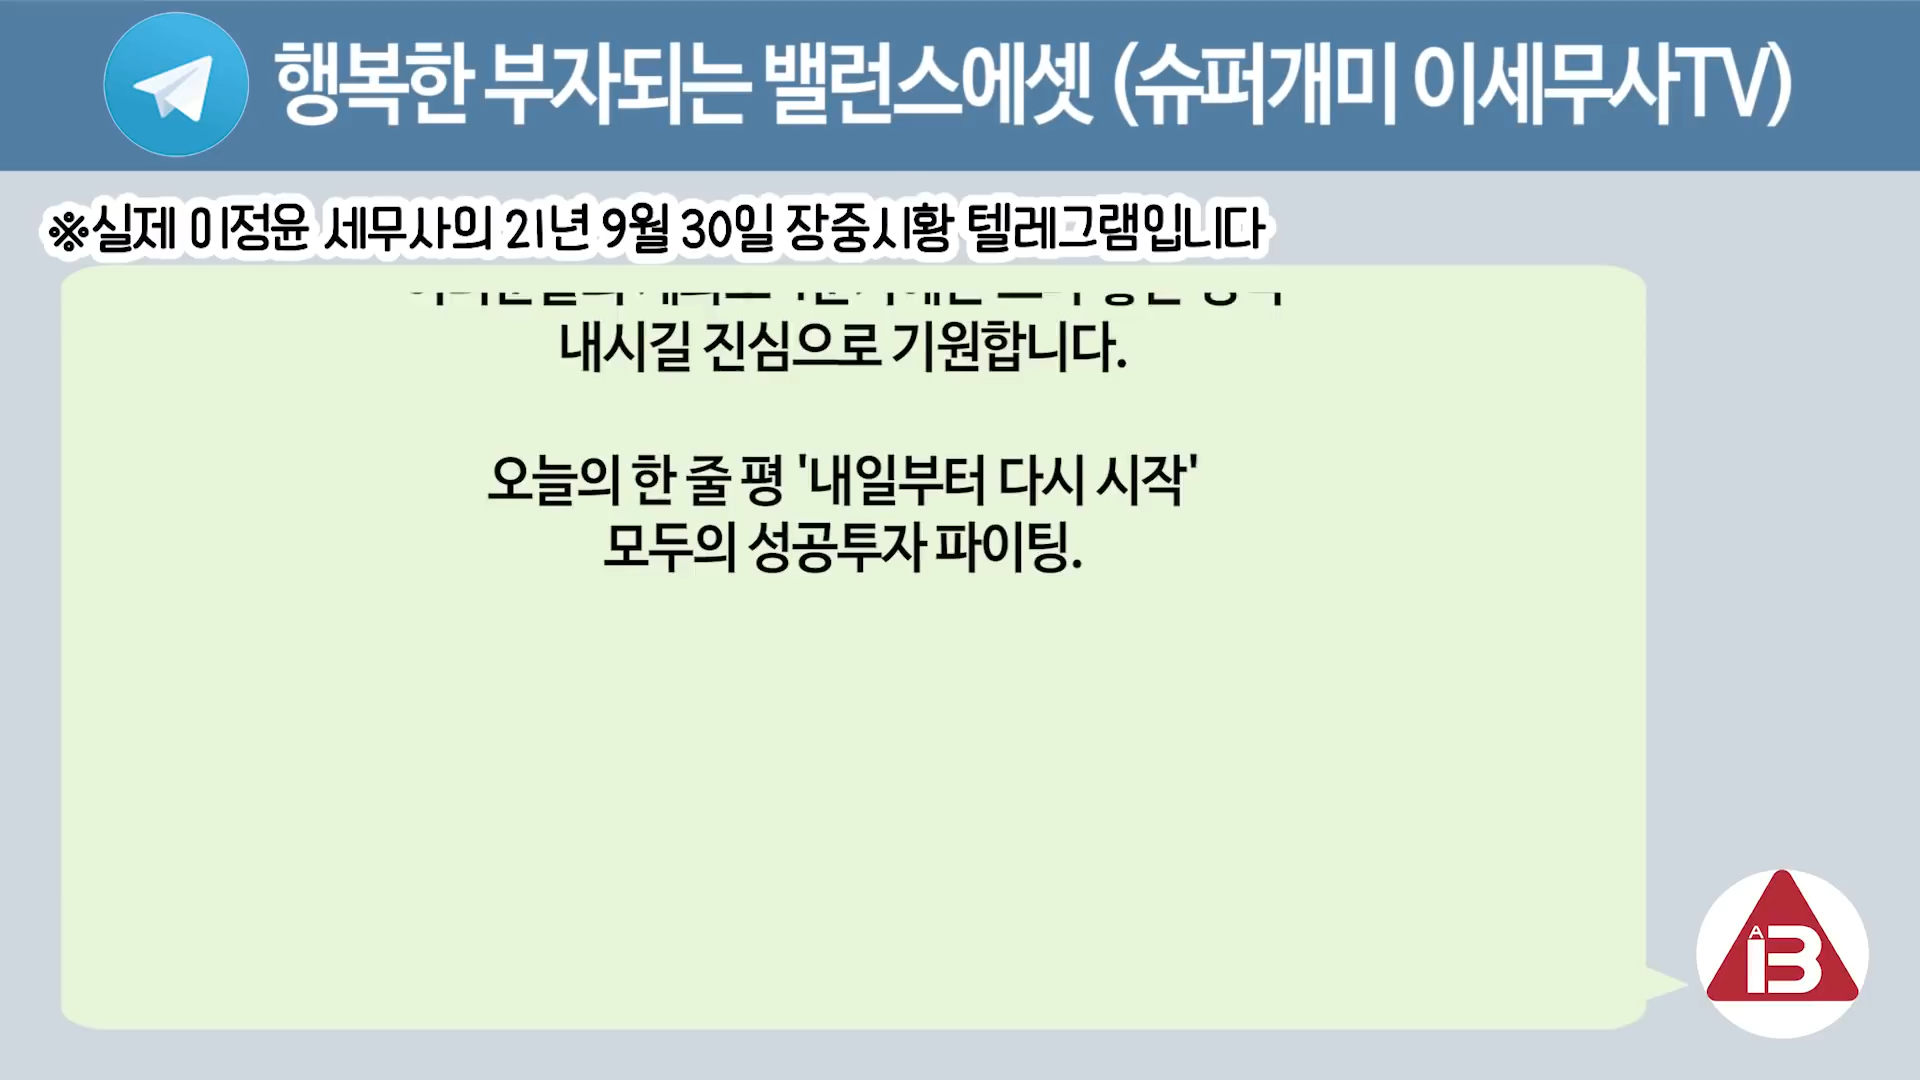 행복한 부자되는 밸런스에셋 (슈퍼개미 이세무사TV)
※실제 이정윤 세무사의 21년 9월 30일 장중시황 텔레그램입니다
내시길 진심으로 기원합니다.
오늘의 한 줄 평 '내일부터 다시 시작'
모두의 성공투자 파이팅.
A
B